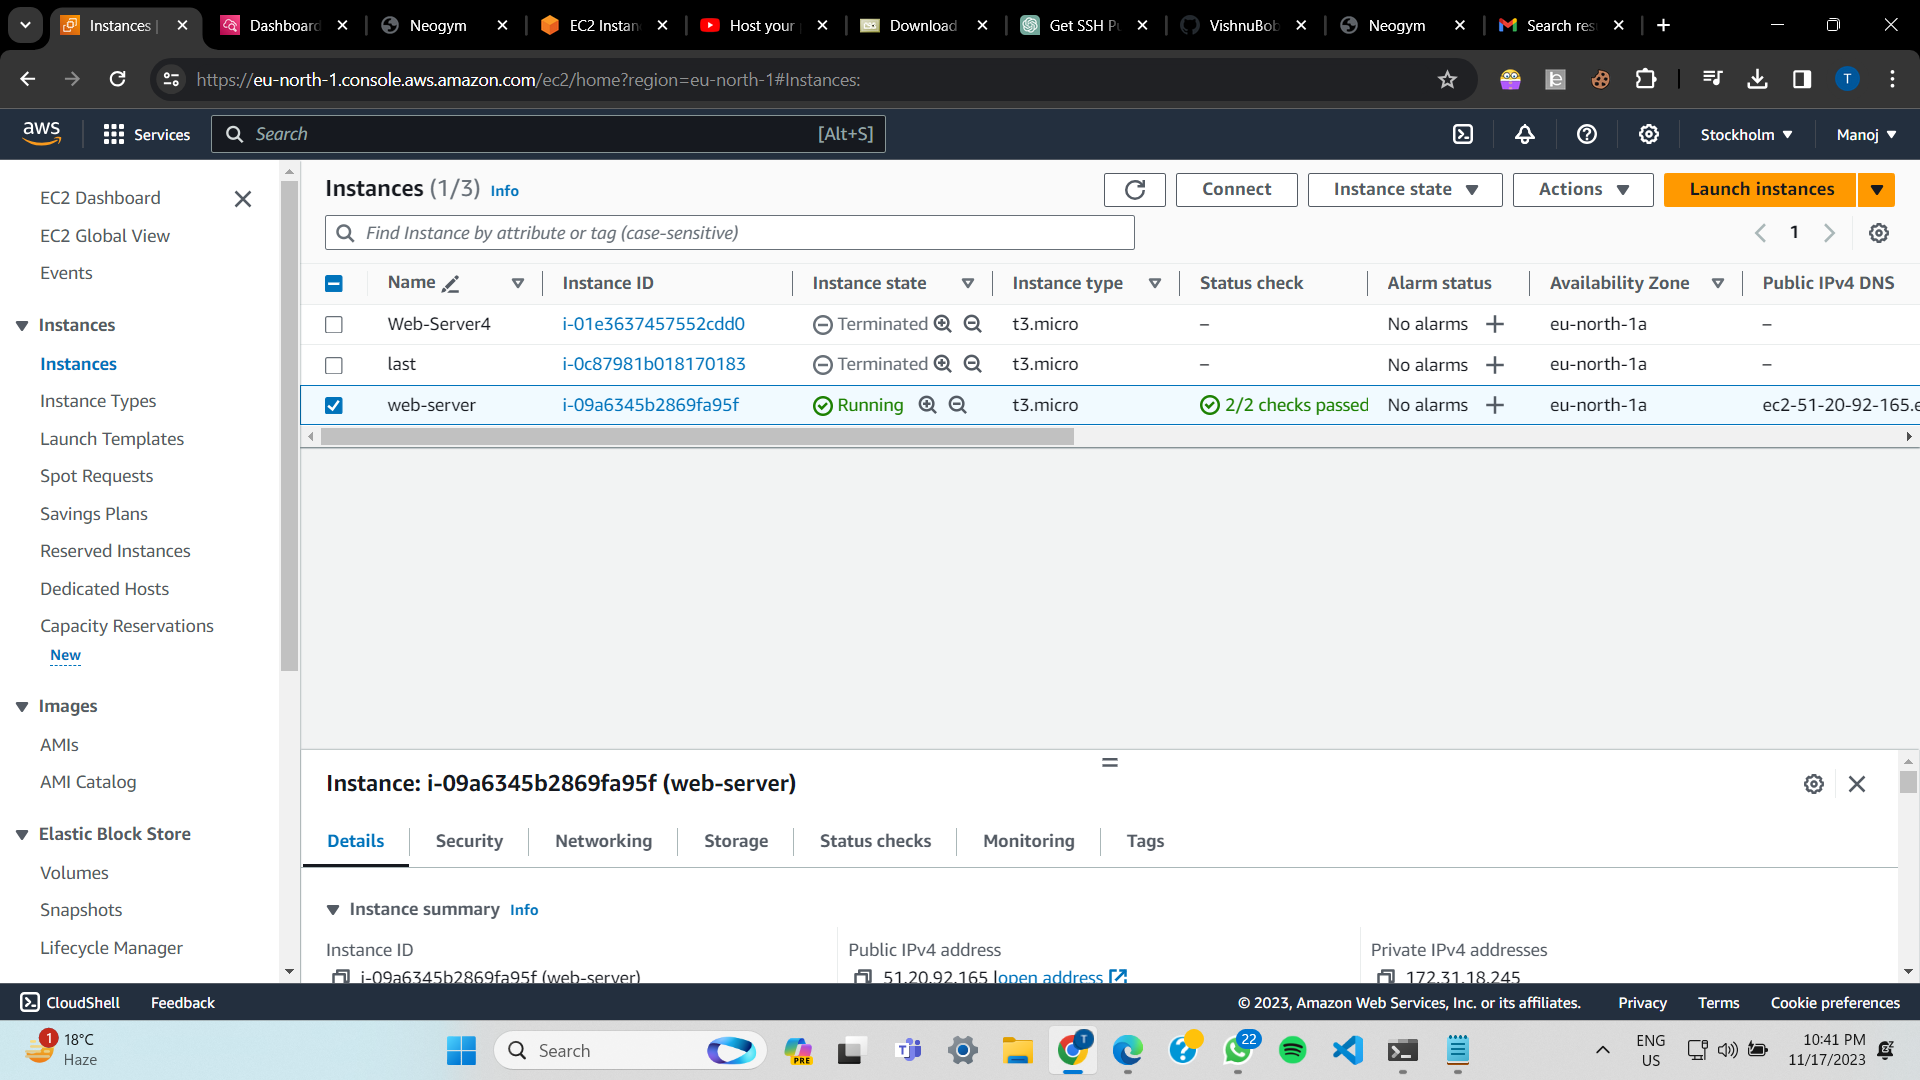 Instances |
Dashboard
Neogym
EC2 Instan
Host your
Download
Get SSH Pu
VishnuBob
Neogym
Search res
https://eu-north-1.console.aws.amazon.com/ec2/home?region=eu-north-1#Instances:
T
aws
Services
Search
[Alt+S]
Stockholm
Manoj
EC2 Dashboard
EC2 Global View
Events
Instances
Instances
Instance Types
Launch Templates
Spot Requests
Savings Plans
Reserved Instances
Dedicated Hosts
Capacity Reservations
New
Images
AMIs
AMI Catalog
Elastic Block Store
Volumes
Snapshots
Lifecycle Manager
Instances (1/3) Info
Connect
Instance state
Actions
Launch instances
Find Instance by attribute or tag (case-sensitive)
1
Name Instance ID Instance state Instance type Status check Alarm status Availability Zone Public IPv4 DNS
Web-Server4 i-01e3637457552cdd0 Terminated t3.micro – No alarms eu-north-1a –
last i-0c87981b018170183 Terminated t3.micro – No alarms eu-north-1a –
web-server i-09a6345b2869fa95f Running t3.micro 2/2 checks passed No alarms eu-north-1a ec2-51-20-92-165.e
Instance: i-09a6345b2869fa95f (web-server)
Details Security Networking Storage Status checks Monitoring Tags
Instance summary Info
Instance ID Public IPv4 address Private IPv4 addresses
i-09a6345b2869fa95f (web-server) 51.20.92.165 |open address 172.31.18.245
CloudShell Feedback
© 2023, Amazon Web Services, Inc. or its affiliates. Privacy Terms Cookie preferences
1
18°C
Haze
Search
PRE
T
22
ENG
US
10:41 PM
11/17/2023